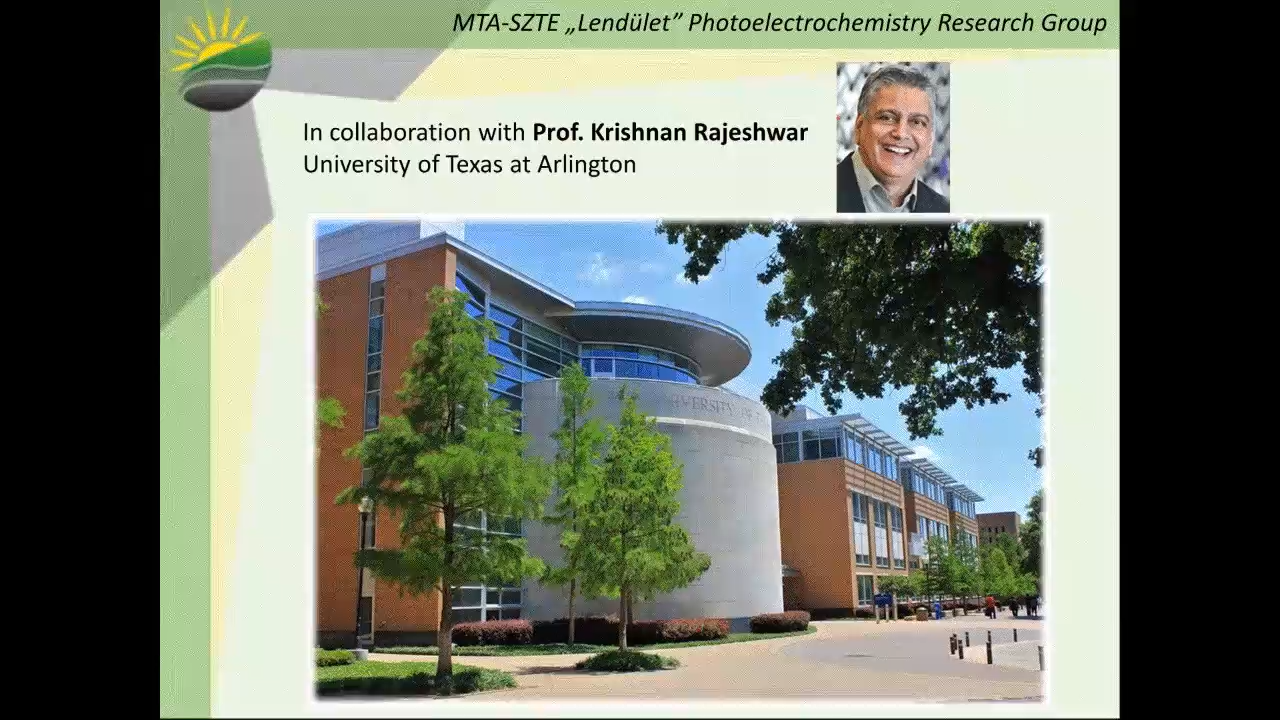 MTA-SZTE „Lendület” Photoelectrochemistry Research Group
In collaboration with Prof. Krishnan Rajeshwar
University of Texas at Arlington